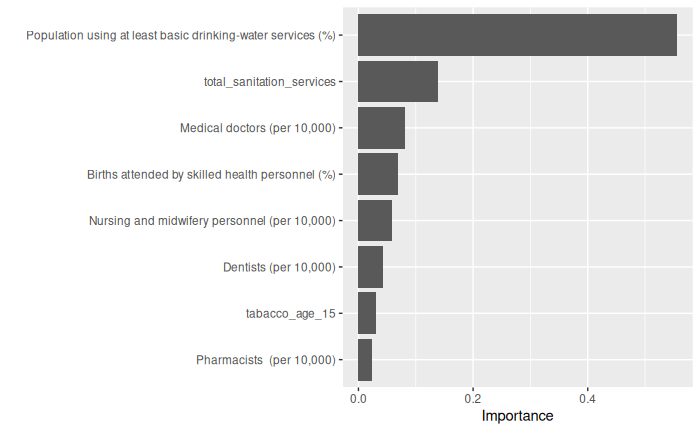 Population using at least basic drinking-water services (%)
total_sanitation_services
Medical doctors (per 10,000)
Births attended by skilled health personnel (%)
Nursing and midwifery personnel (per 10,000)
Dentists (per 10,000)
tabacco_age_15
Pharmacists  (per 10,000)
0.0 0.2 0.4
Importance